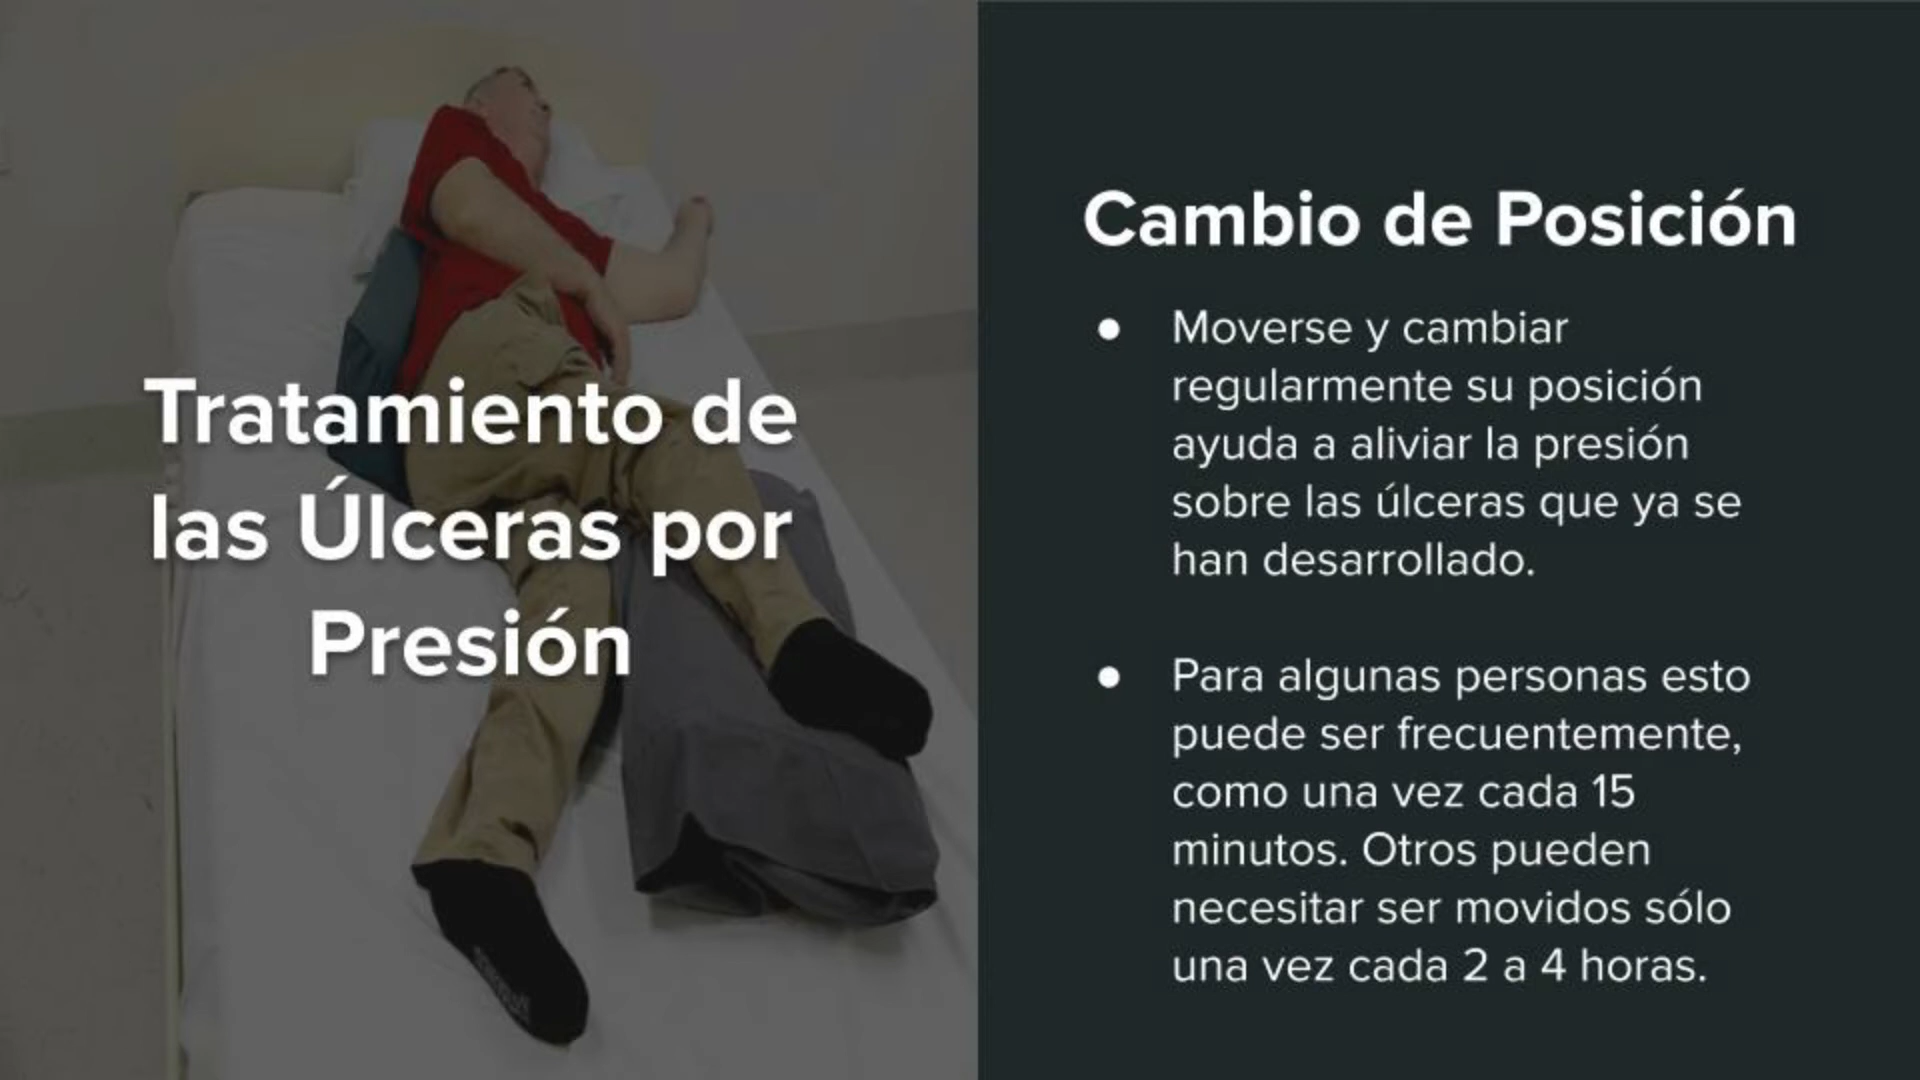 Tratamiento de
las Úlceras por
Presión
Cambio de Posición
● Moverse y cambiar
regularmente su posición
ayuda a aliviar la presión
sobre las úlceras que ya se
han desarrollado.
● Para algunas personas esto
puede ser frecuentemente,
como una vez cada 15
minutos. Otros pueden
necesitar ser movidos sólo
una vez cada 2 a 4 horas.